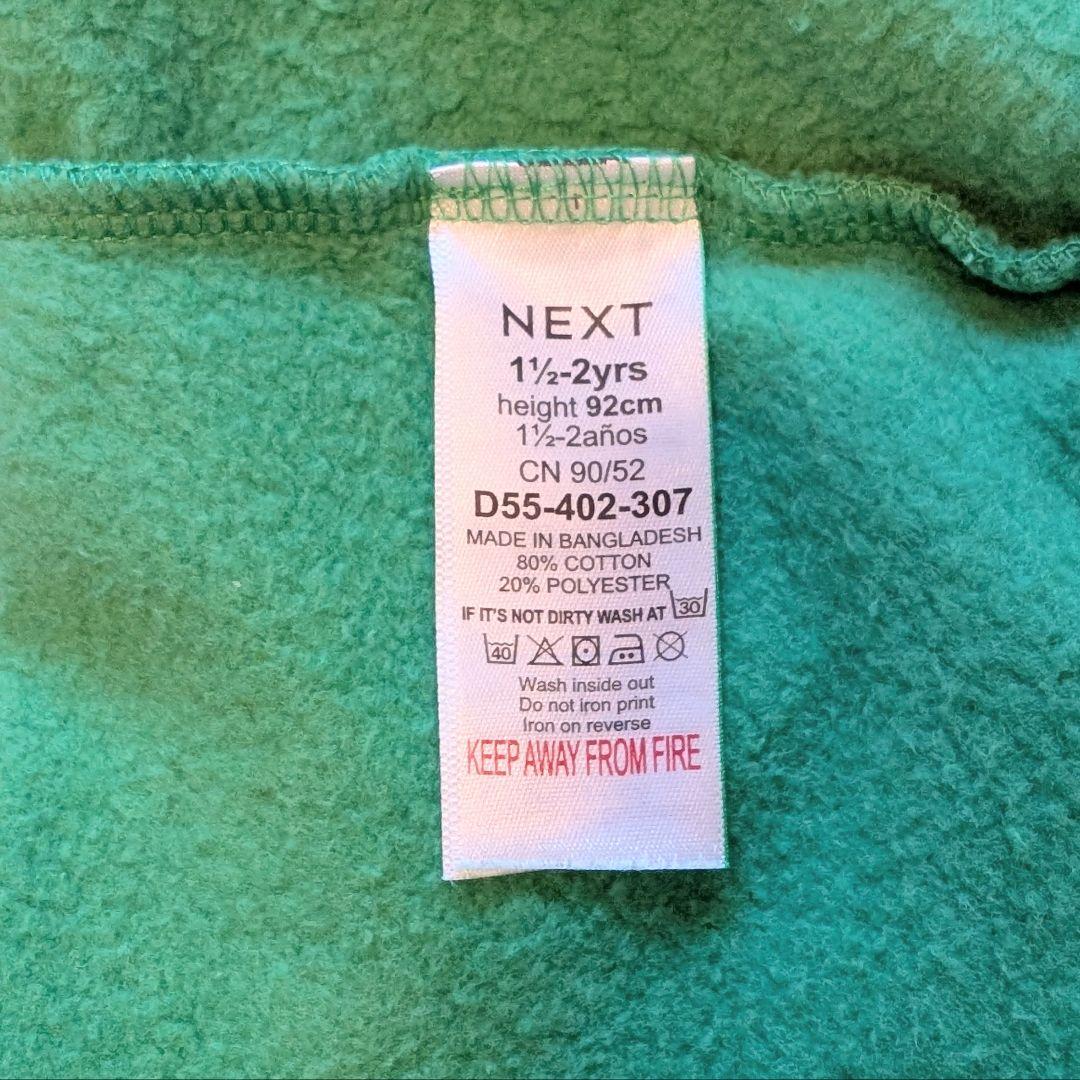 NEXT
1½-2yrs
height 92cm
1½-2años
CN 90/52
D55-402-307
MADE IN BANGLADESH
80% COTTON
20% POLYESTER
IF IT'S NOT DIRTY WASH AT 30
40
Wash inside out
Do not iron print
Iron on reverse
KEEP AWAY FROM FIRE